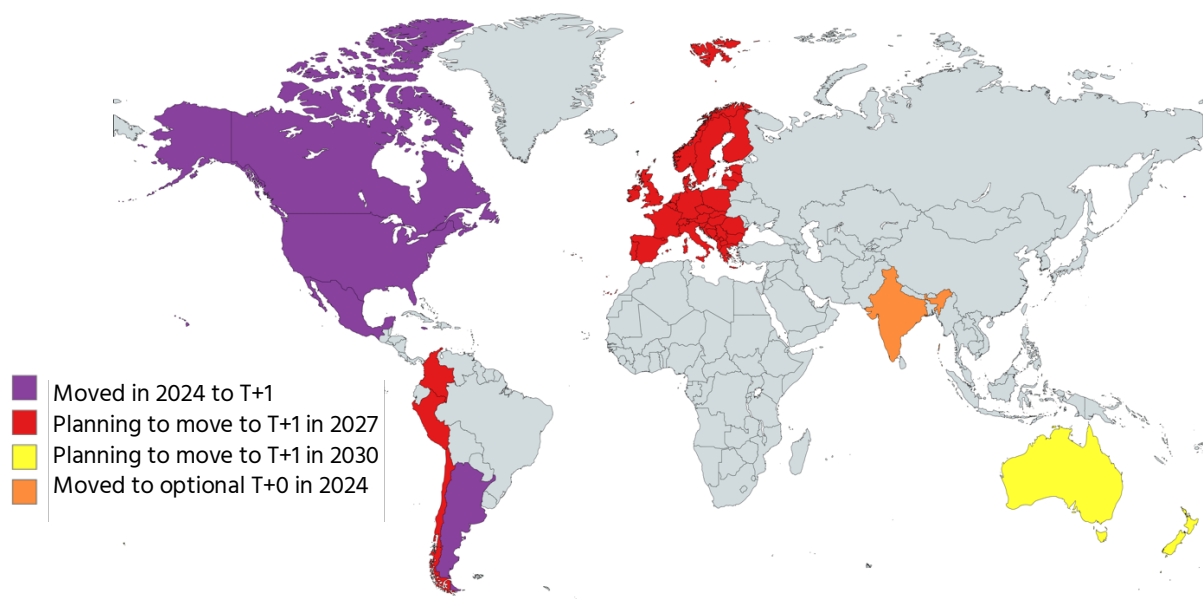 Moved in 2024 to T+1
Planning to move to T+1 in 2027
Planning to move to T+1 in 2030
Moved to optional T+0 in 2024